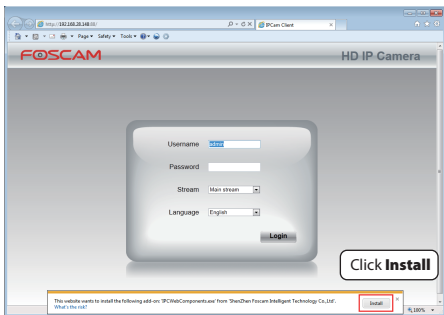 http://192.168.28.148:88/
IPCam Client
Page Safety Tools
FOSCAM
HD IP Camera
Username admin
Password
Stream Main stream
Language English
Login
Click Install
This website wants to install the following add-on: 'IPCWebComponents.exe' from 'ShenZhen Foscam Intelligent Technology Co.,Ltd'.
What's the risk?
Install
100%